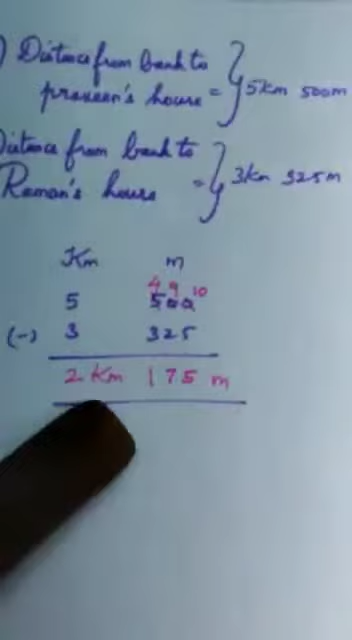 ) Distance from bank to
praveen's house = } 5km 500m
Distance from bank to
Raman's house = } 3km 325m
Km m
4 9 10
5 500
(-) 3 325
2 Km 175 m